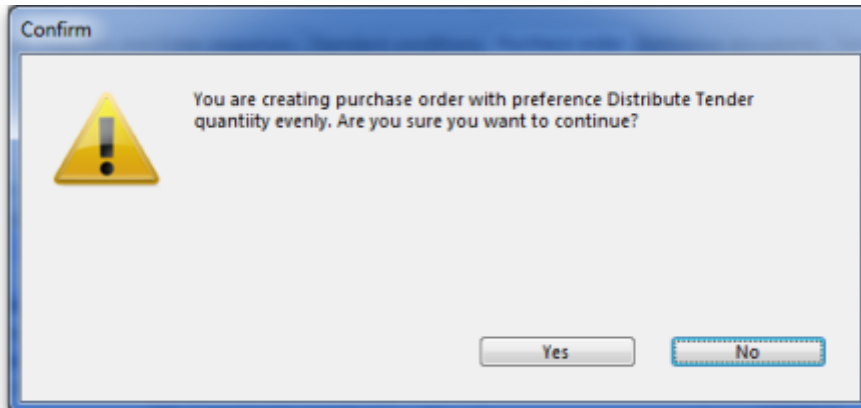 Confirm
You are creating purchase order with preference Distribute Tender
quantiity evenly. Are you sure you want to continue?
Yes
No